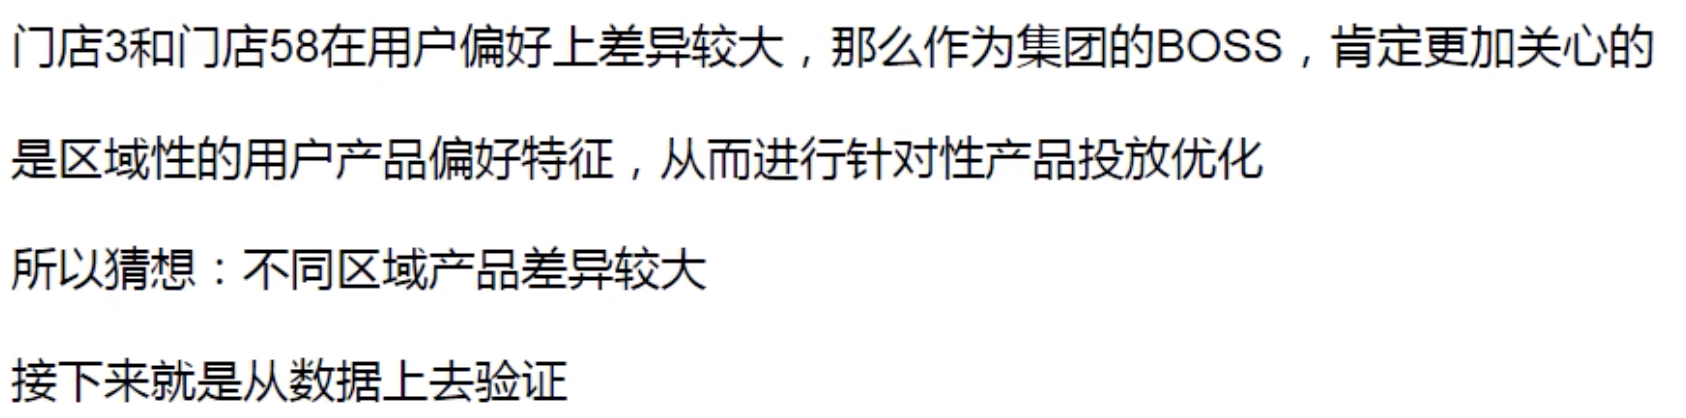 门店3和门店58在用户偏好上差异较大，那么作为集团的BOSS，肯定更加关心的
是区域性的用户产品偏好特征，从而进行针对性产品投放优化
所以猜想：不同区域产品差异较大
接下来就是从数据上去验证